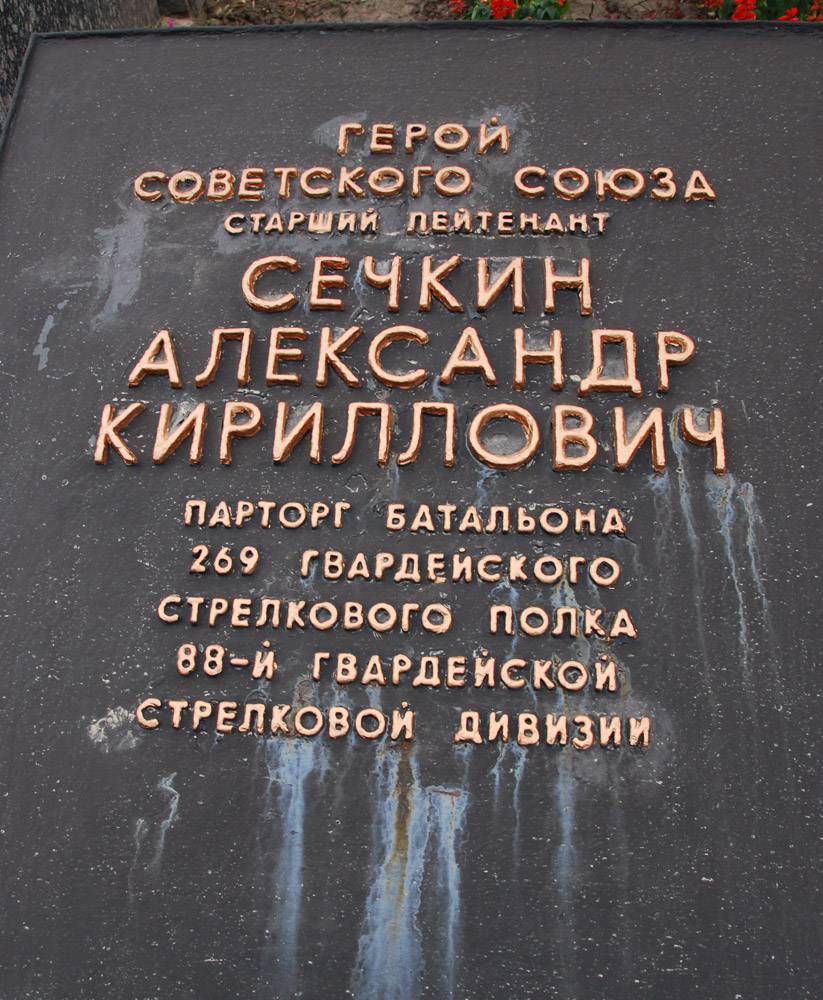 ГЕРОЙ
СОВЕТСКОГО СОЮЗА
СТАРШИЙ ЛЕЙТЕНАНТ
СЕЧКИН
АЛЕКСАНДР
КИРИЛЛОВИЧ
ПАРТОРГ БАТАЛЬОНА
269 ГВАРДЕЙСКОГО
СТРЕЛКОВОГО ПОЛКА
88-Й ГВАРДЕЙСКОЙ
СТРЕЛКОВОЙ ДИВИЗИИ